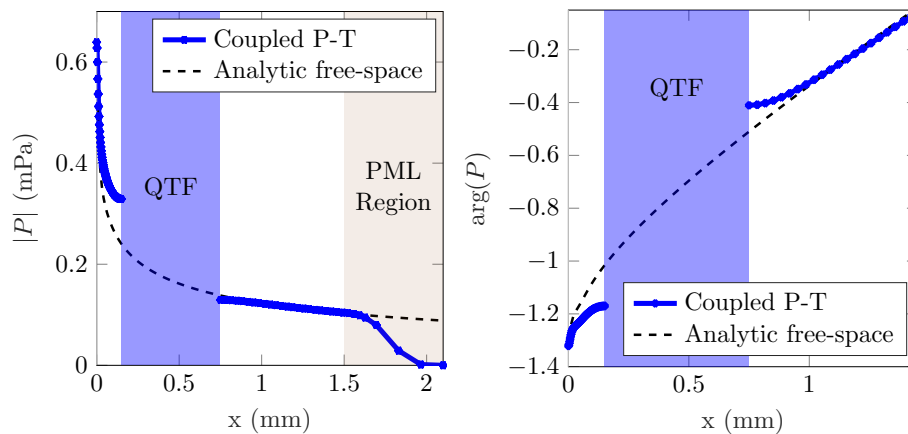 0.6
0.4
0.2
0
|P| (mPa)
Coupled P-T
Analytic free-space
QTF
PML
Region
0 0.5 1 1.5 2
x (mm)
−0.2
−0.4
−0.6
−0.8
−1
−1.2
−1.4
arg(P)
QTF
Coupled P-T
Analytic free-space
0 0.5 1
x (mm)